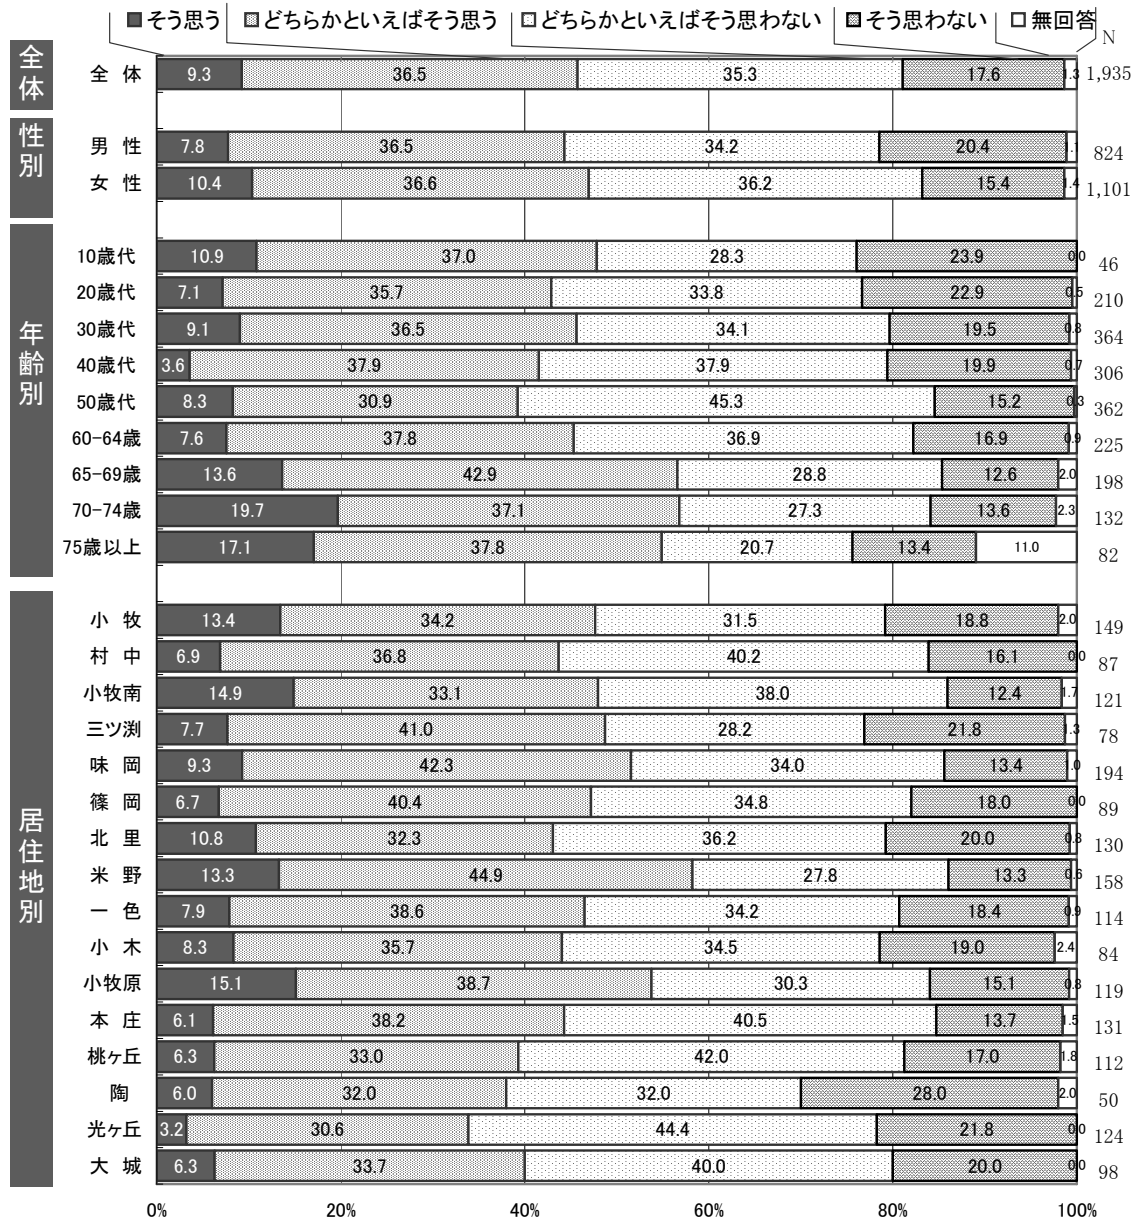 そう思う どちらかといえばそう思う どちらかといえばそう思わない そう思わない 無回答
N
全体
全 体 9.3 36.5 35.3 17.6 1.3 1,935
性別
男 性 7.8 36.5 34.2 20.4 1.1 824
女 性 10.4 36.6 36.2 15.4 1.4 1,101
年齢別
10歳代 10.9 37.0 28.3 23.9 0.0 46
20歳代 7.1 35.7 33.8 22.9 0.5 210
30歳代 9.1 36.5 34.1 19.5 0.8 364
40歳代 3.6 37.9 37.9 19.9 0.7 306
50歳代 8.3 30.9 45.3 15.2 0.3 362
60-64歳 7.6 37.8 36.9 16.9 0.9 225
65-69歳 13.6 42.9 28.8 12.6 2.0 198
70-74歳 19.7 37.1 27.3 13.6 2.3 132
75歳以上 17.1 37.8 20.7 13.4 11.0 82
居住地別
小 牧 13.4 34.2 31.5 18.8 2.0 149
村 中 6.9 36.8 40.2 16.1 0.0 87
小牧南 14.9 33.1 38.0 12.4 1.7 121
三ツ渕 7.7 41.0 28.2 21.8 1.3 78
味 岡 9.3 42.3 34.0 13.4 1.0 194
篠 岡 6.7 40.4 34.8 18.0 0.0 89
北 里 10.8 32.3 36.2 20.0 0.8 130
米 野 13.3 44.9 27.8 13.3 0.6 158
一 色 7.9 38.6 34.2 18.4 0.9 114
小 木 8.3 35.7 34.5 19.0 2.4 84
小牧原 15.1 38.7 30.3 15.1 0.8 119
本 庄 6.1 38.2 40.5 13.7 1.5 131
桃ヶ丘 6.3 33.0 42.0 17.0 1.8 112
陶 6.0 32.0 32.0 28.0 2.0 50
光ヶ丘 3.2 30.6 44.4 21.8 0.0 124
大 城 6.3 33.7 40.0 20.0 0.0 98
0% 20% 40% 60% 80% 100%